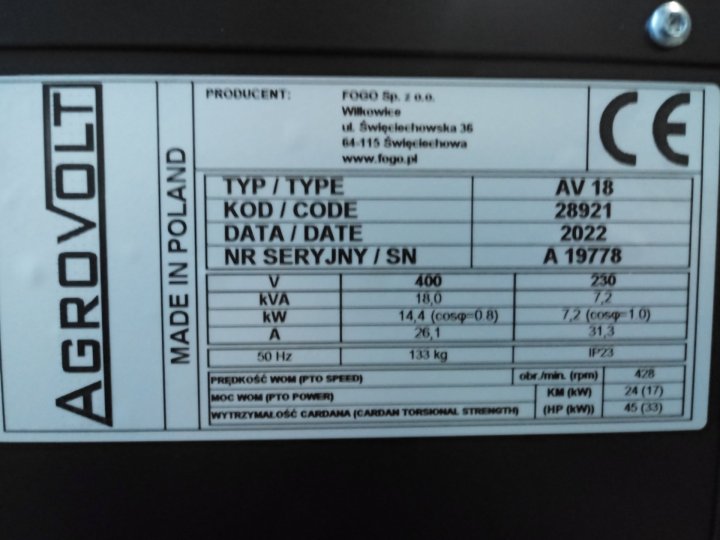 AGROVOLT
MADE IN POLAND
PRODUCENT: FOGO Sp. z o.o.
Wilkowice
ul. Święciechowska 36
64-115 Święciechowa
www.fogo.pl
CE
TYP / TYPE AV 18
KOD / CODE 28921
DATA / DATE 2022
NR SERYJNY / SN A 19778
V 400 230
kVA 18,0 7,2
kW 14,4 (cosφ=0.8) 7,2 (cosφ=1.0)
A 26,1 31,3
50 Hz 133 kg IP23
PRĘDKOŚĆ WOM (PTO SPEED) obr./min. (rpm) 428
MOC WOM (PTO POWER) KM (kW) 24 (17)
WYTRZYMAŁOŚĆ CARDANA (CARDAN TORSIONAL STRENGTH) (HP (kW)) 45 (33)